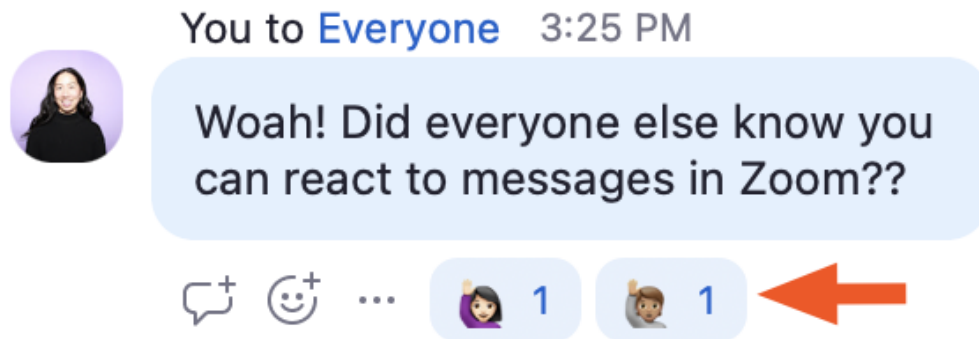 You to Everyone 3:25 PM
Woah! Did everyone else know you
can react to messages in Zoom??
1 1